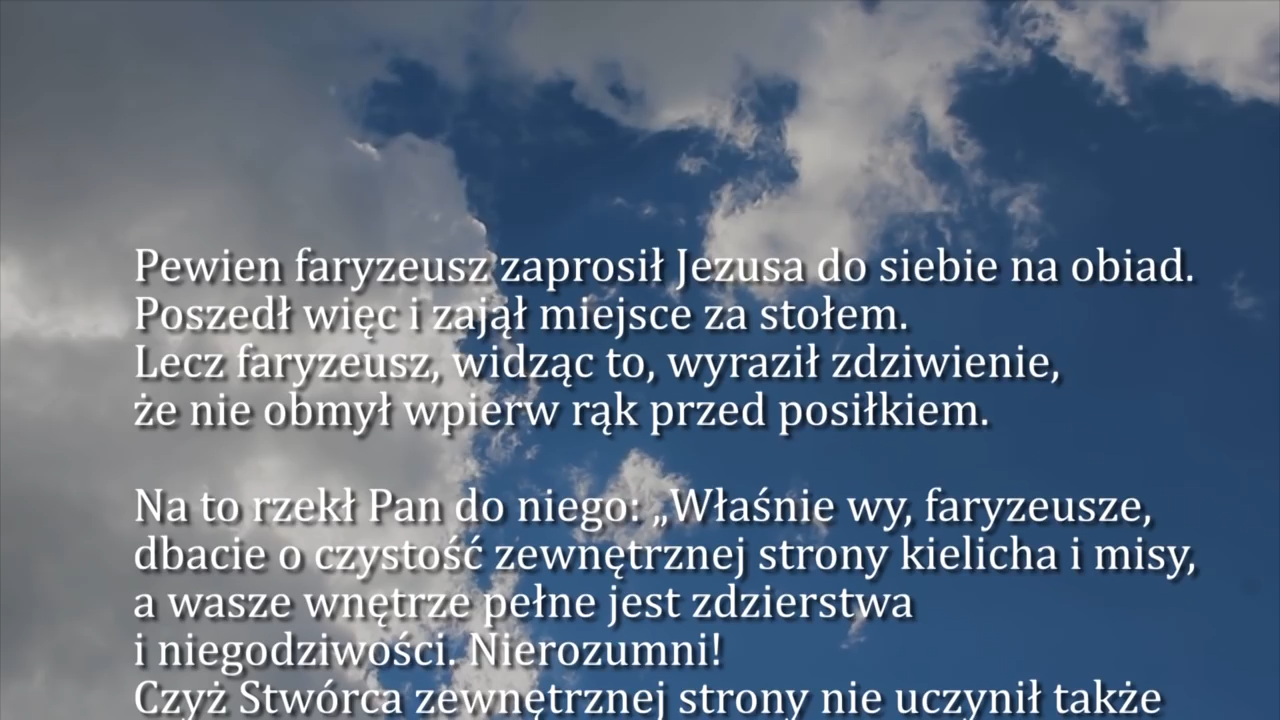 Pewien faryzeusz zaprosił Jezusa do siebie na obiad.
Poszedł więc i zajął miejsce za stołem.
Lecz faryzeusz, widząc to, wyraził zdziwienie,
że nie obmył wpierw rąk przed posiłkiem.
Na to rzekł Pan do niego: „Właśnie wy, faryzeusze,
dbacie o czystość zewnętrznej strony kielicha i misy,
a wasze wnętrze pełne jest zdzierstwa
i niegodziwości. Nierozumni!
Czyż Stwórca zewnętrznej strony nie uczynił także